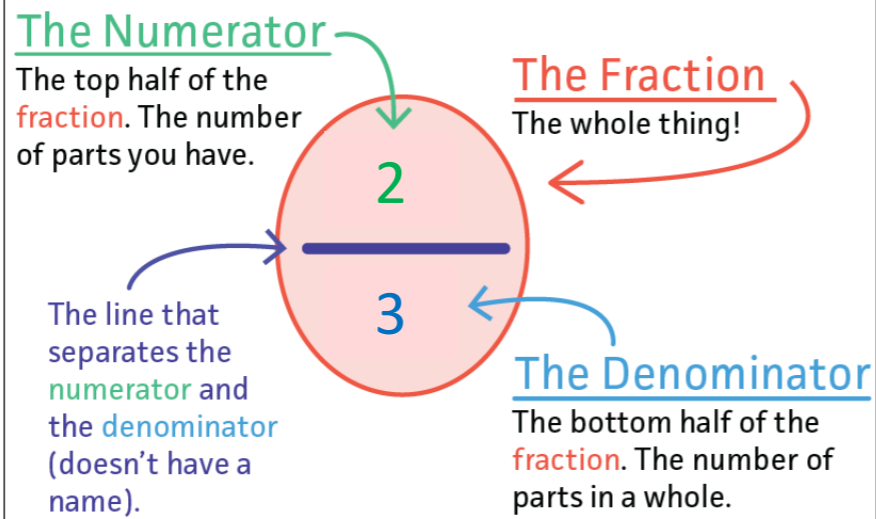 The Numerator
The top half of the
fraction. The number
of parts you have.
The Fraction
The whole thing!
2
3
The line that
separates the
numerator and
the denominator
(doesn't have a
name).
The Denominator
The bottom half of the
fraction. The number of
parts in a whole.